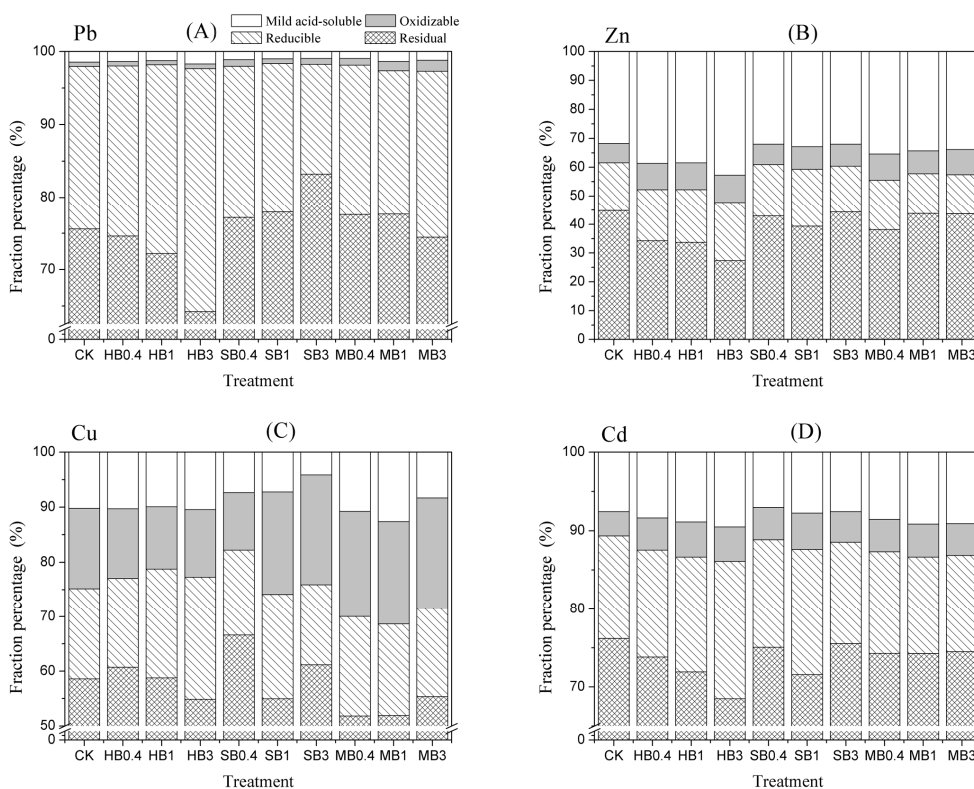 Mild acid-soluble Oxidizable
Reducible Residual
Pb (A)
Fraction percentage (%)
100
90
80
70
0
CK HB0.4 HB1 HB3 SB0.4 SB1 SB3 MB0.4 MB1 MB3
Treatment
Zn (B)
Fraction percentage (%)
100
90
80
70
60
50
40
30
20
10
0
CK HB0.4 HB1 HB3 SB0.4 SB1 SB3 MB0.4 MB1 MB3
Treatment
Cu (C)
Fraction percentage (%)
100
90
80
70
60
50
0
CK HB0.4 HB1 HB3 SB0.4 SB1 SB3 MB0.4 MB1 MB3
Treatment
Cd (D)
Fraction percentage (%)
100
90
80
70
0
CK HB0.4 HB1 HB3 SB0.4 SB1 SB3 MB0.4 MB1 MB3
Treatment